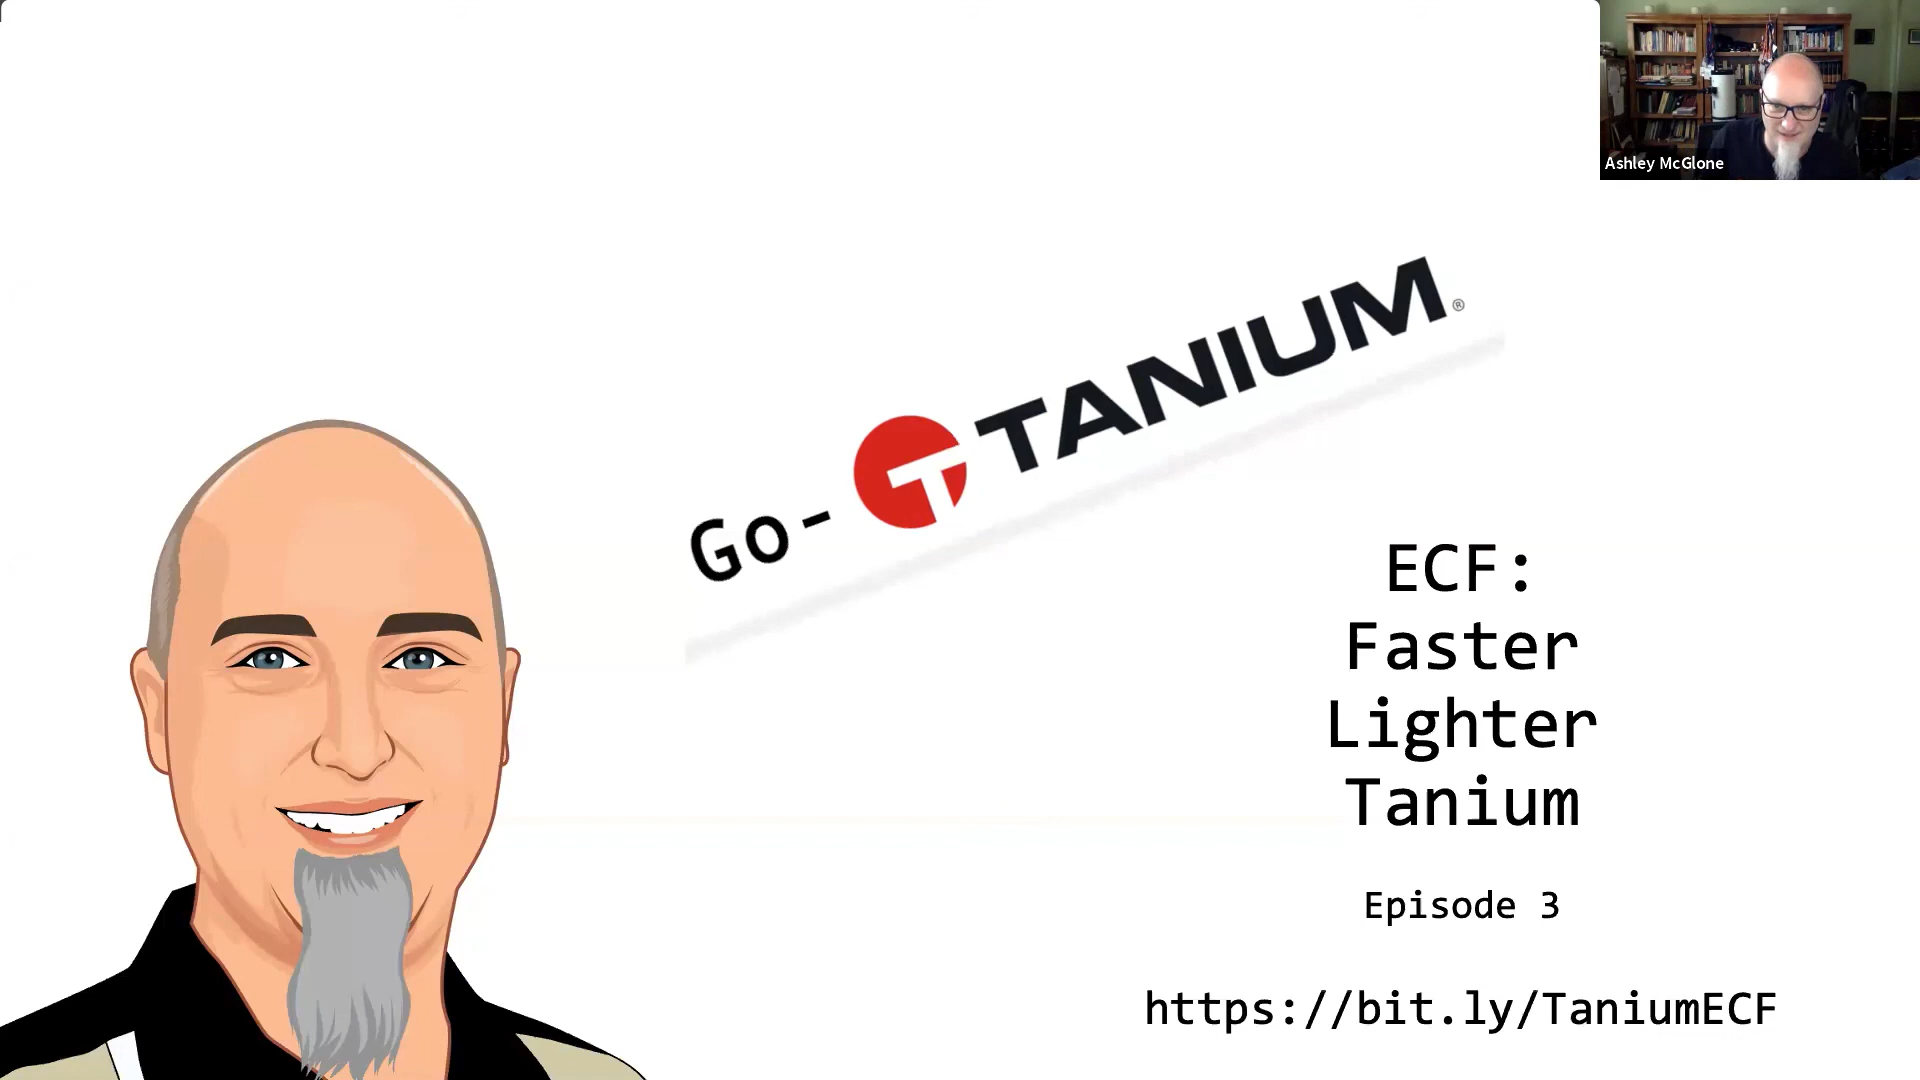 Ashley McGlone
Go- TANIUM®
ECF:
Faster
Lighter
Tanium
Episode 3
https://bit.ly/TaniumECF